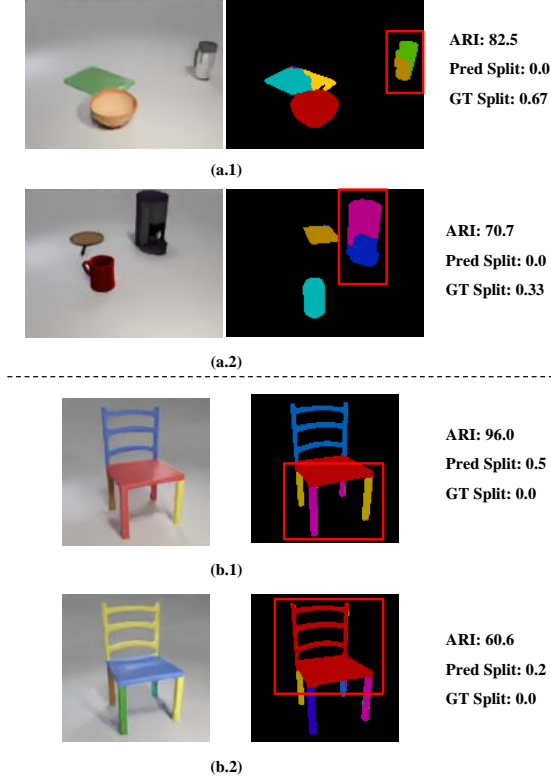 ARI: 82.5
Pred Split: 0.0
GT Split: 0.67
(a.1)
ARI: 70.7
Pred Split: 0.0
GT Split: 0.33
(a.2)
ARI: 96.0
Pred Split: 0.5
GT Split: 0.0
(b.1)
ARI: 60.6
Pred Split: 0.2
GT Split: 0.0
(b.2)